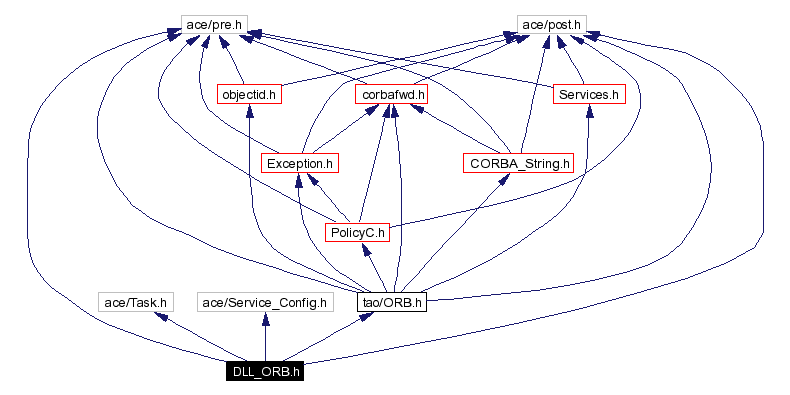 ace/pre.h
ace/post.h
objectid.h
corbafwd.h
Services.h
Exception.h
CORBA_String.h
PolicyC.h
ace/Task.h
ace/Service_Config.h
tao/ORB.h
DLL_ORB.h